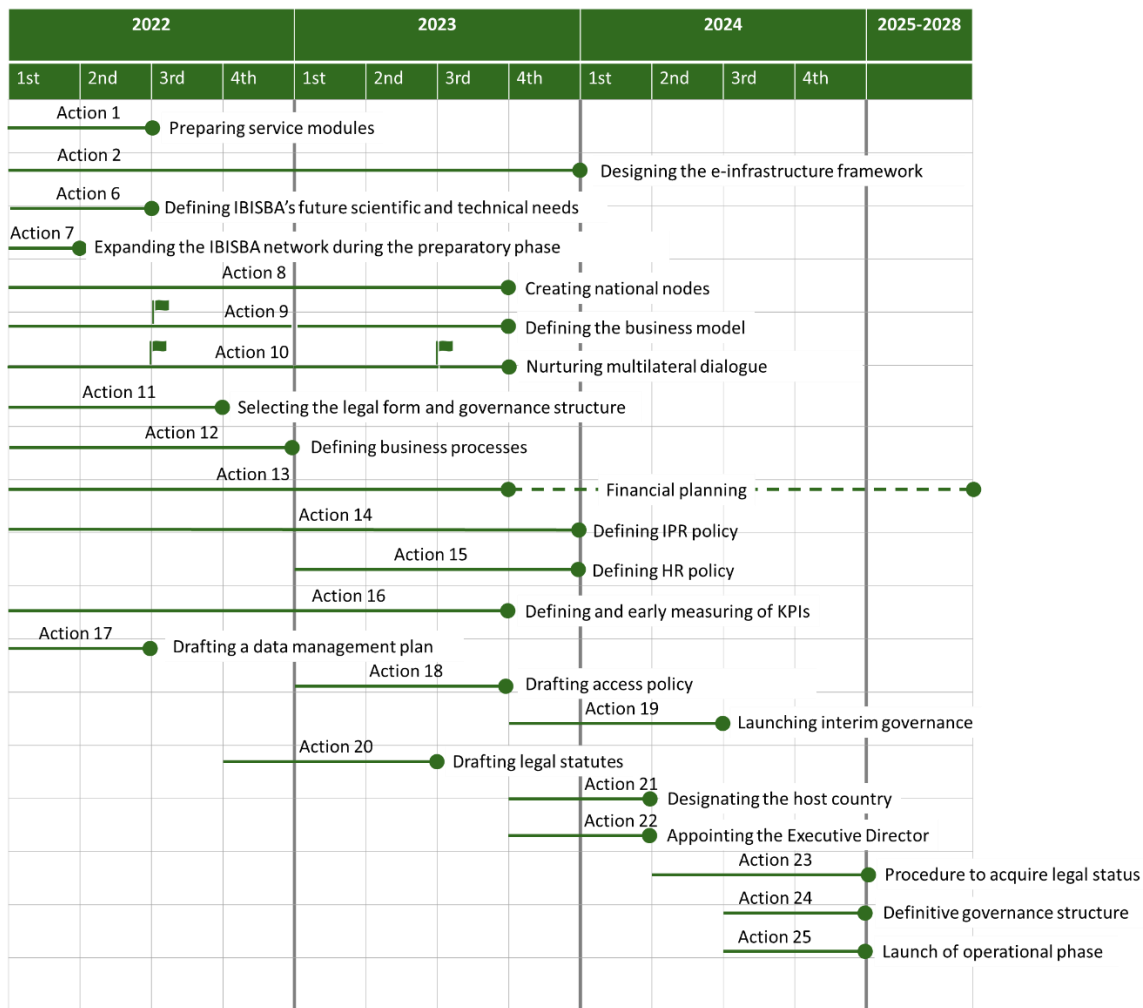 2022 2023 2024 2025-2028
1st 2nd 3rd 4th 1st 2nd 3rd 4th 1st 2nd 3rd 4th
Action 1
Preparing service modules
Action 2
Designing the e-infrastructure framework
Action 6
Defining IBISBA’s future scientific and technical needs
Action 7
Expanding the IBISBA network during the preparatory phase
Action 8
Creating national nodes
Action 9
Defining the business model
Action 10
Nurturing multilateral dialogue
Action 11
Selecting the legal form and governance structure
Action 12
Defining business processes
Action 13
Financial planning
Action 14
Defining IPR policy
Action 15
Defining HR policy
Action 16
Defining and early measuring of KPIs
Action 17
Drafting a data management plan
Action 18
Drafting access policy
Action 19
Launching interim governance
Action 20
Drafting legal statutes
Action 21
Designating the host country
Action 22
Appointing the Executive Director
Action 23
Procedure to acquire legal status
Action 24
Definitive governance structure
Action 25
Launch of operational phase